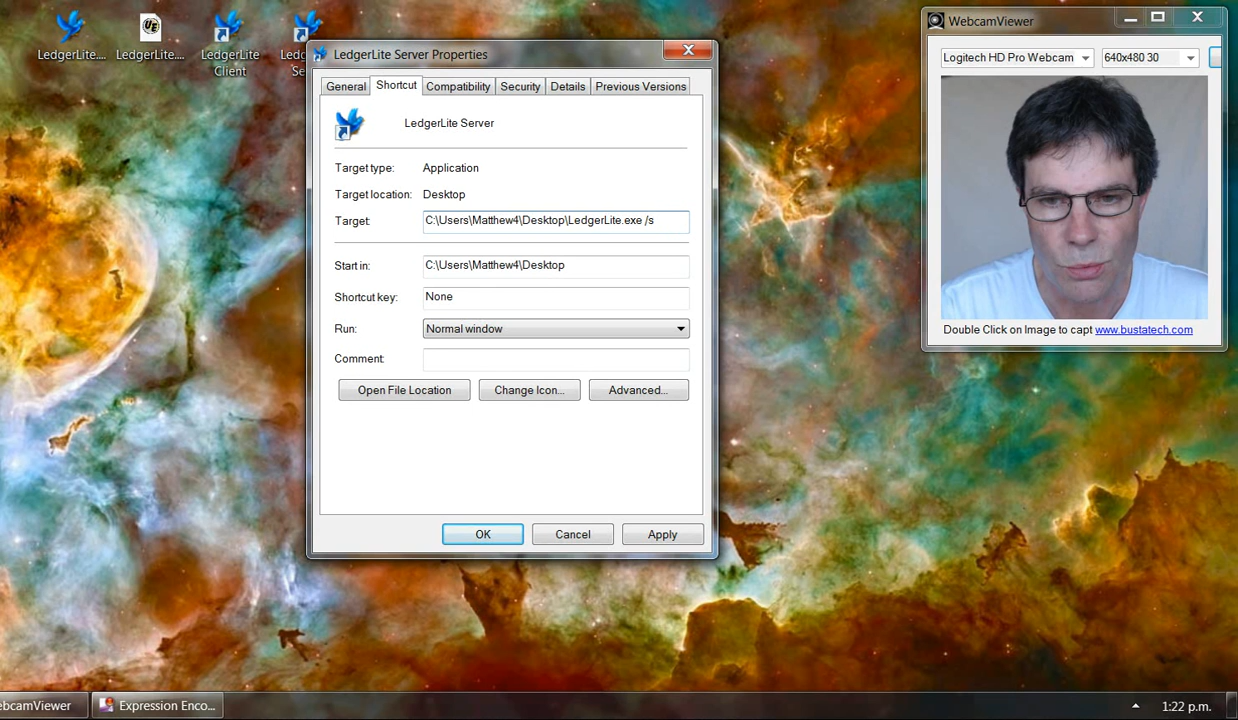 LedgerLite....
LedgerLite....
LedgerLite
Client
LedgerLite Server Properties
General
Shortcut
Compatibility
Security
Details
Previous Versions
LedgerLite Server
Target type: Application
Target location: Desktop
Target: C:\Users\Matthew4\Desktop\LedgerLite.exe /s
Start in: C:\Users\Matthew4\Desktop
Shortcut key: None
Run: Normal window
Comment:
Open File Location
Change Icon...
Advanced...
OK
Cancel
Apply
WebcamViewer
Logitech HD Pro Webcam
640x480 30
Double Click on Image to capt www.bustatech.com
ebcamViewer
Expression Enco...
1:22 p.m.